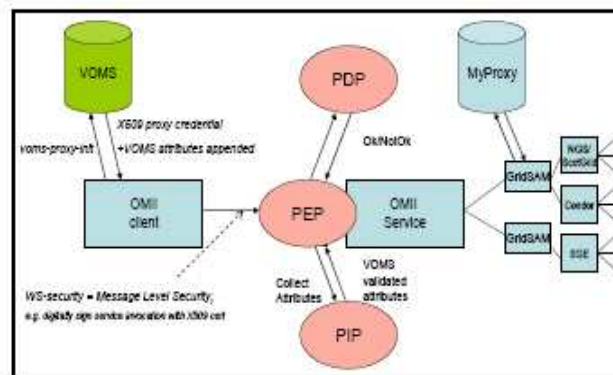 VOMS
PDP
MyProxy
voms-proxy-init
X509 proxy credential
+VOMS attributes appended
Ok/NotOk
OMII
client
PEP
OMII
Service
GridSAM
NGS/
ScotGrid
Condor
GridSAM
SGE
WS-security = Message Level Security,
e.g. digitally sign service invocation with X509 cert
Collect
Attributes
VOMS
validated
attributes
PIP